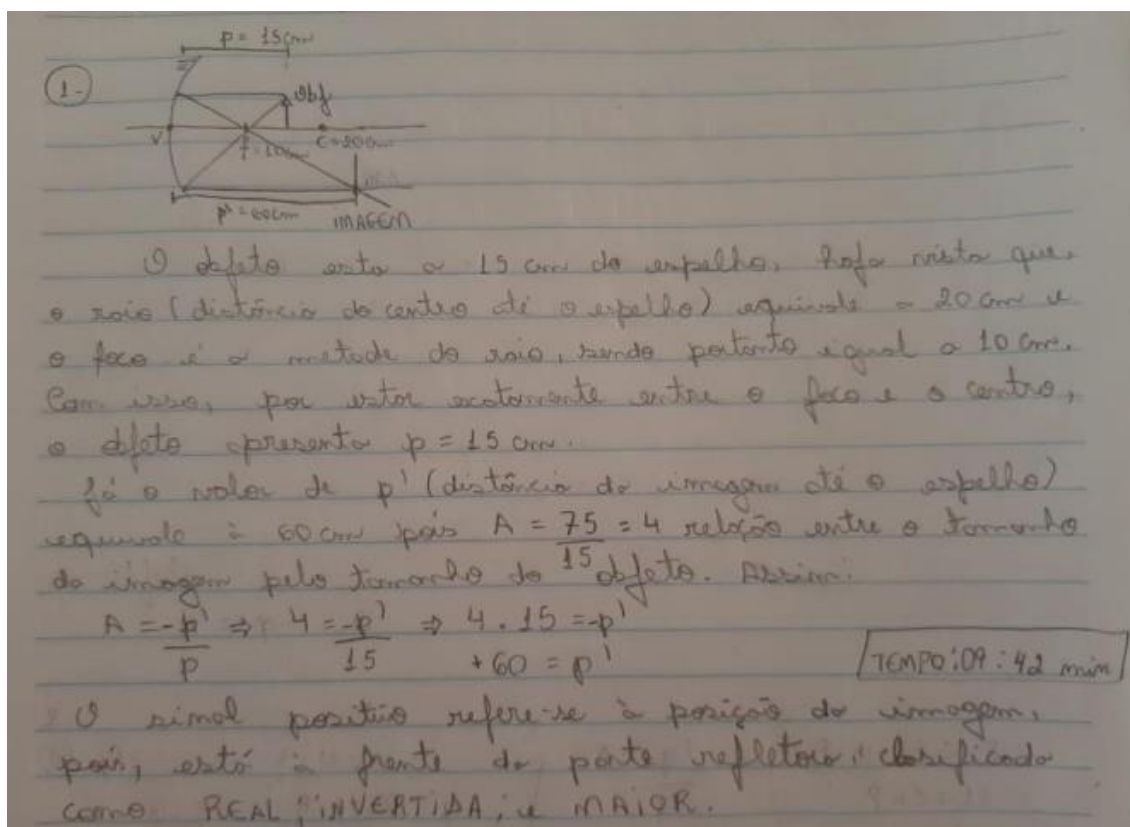 p = 15cm
1-
Obj
V
f = 10cm
C = 20cm
p' = 60cm
IMAGEM
O objeto esta a 15 cm do espelho, haja vista que,
o raio (distância do centro até o espelho) equivale a 20 cm e
o foco é a metade do raio, sendo portanto igual a 10 cm.
Com isso, por estar exatamente entre o foco e o centro,
o objeto apresenta p = 15 cm.
Já o valor de p' (distância da imagem até o espelho)
equivale à 60 cm pois A = 75/15 = 4 relação entre o tamanho
da imagem pelo tamanho do objeto. Assim:
A = -p'/p ⇒ 4 = -p'/15 ⇒ 4 . 15 = -p'
+ 60 = p'
TEMPO: 09 : 42 min
O sinal positivo refere-se à posição da imagem,
pois, está à frente da parte refletora, classificada
como REAL, INVERTIDA, e MAIOR.